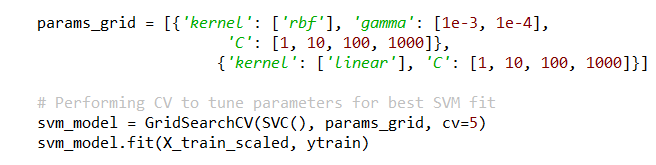 params_grid = [{'kernel': ['rbf'], 'gamma': [1e-3, 1e-4],
'C': [1, 10, 100, 1000]},
{'kernel': ['linear'], 'C': [1, 10, 100, 1000]}]
# Performing CV to tune parameters for best SVM fit
svm_model = GridSearchCV(SVC(), params_grid, cv=5)
svm_model.fit(X_train_scaled, ytrain)